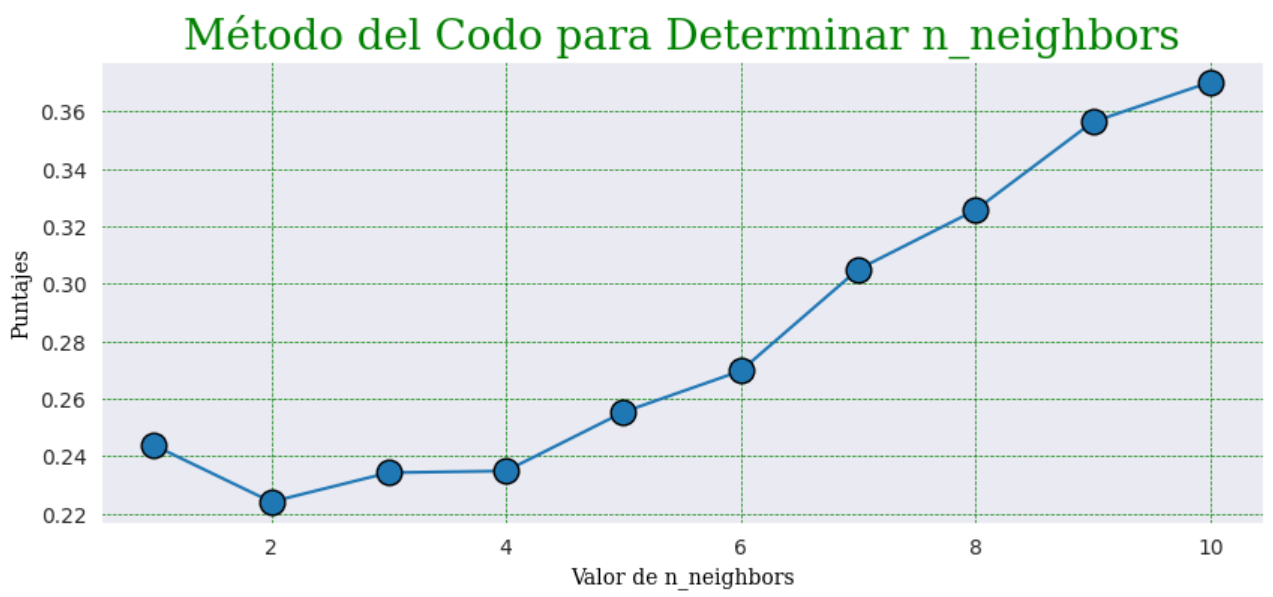 Método del Codo para Determinar n_neighbors
0.36
0.34
0.32
0.30
0.28
0.26
0.24
0.22
Puntajes
2 4 6 8 10
Valor de n_neighbors